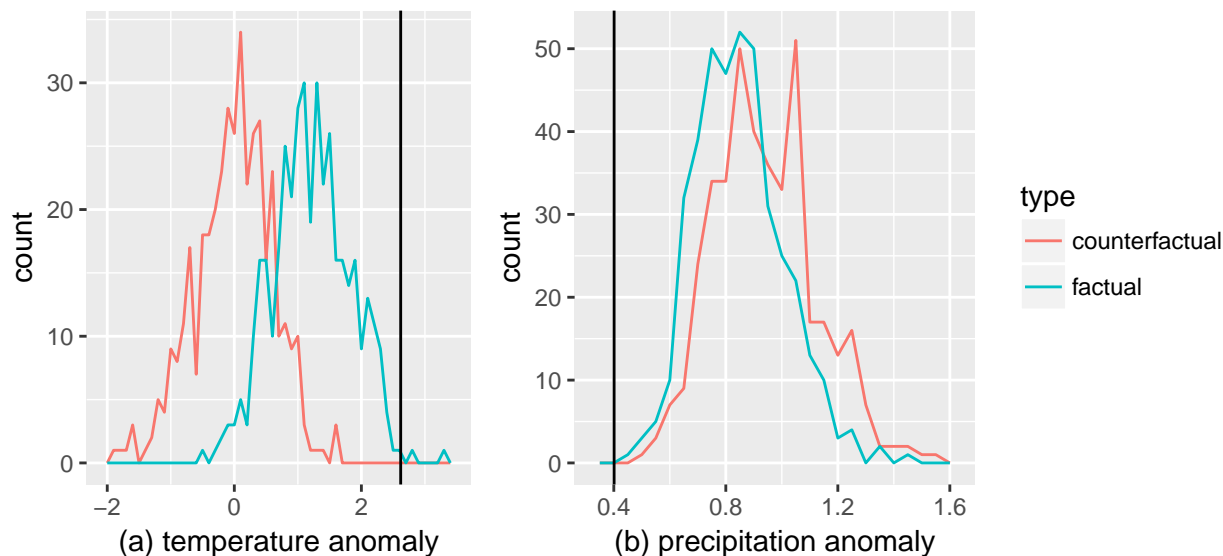 30
20
10
0
count
−2
0
2
(a) temperature anomaly
50
40
30
20
10
0
count
0.4
0.8
1.2
1.6
(b) precipitation anomaly
type
counterfactual
factual